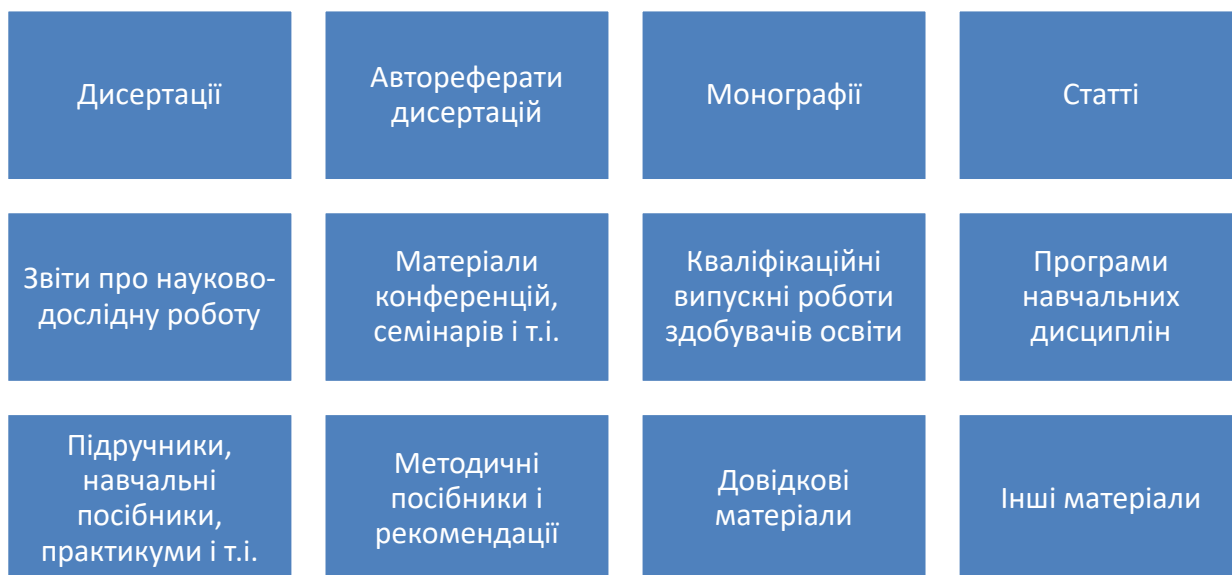 Дисертації
Автореферати
дисертацій
Монографії
Статті
Звіти про науково-
дослідну роботу
Матеріали
конференцій,
семінарів і т.і.
Кваліфікаційні
випускні роботи
здобувачів освіти
Програми
навчальних
дисциплін
Підручники,
навчальні
посібники,
практикуми і т.і.
Методичні
посібники і
рекомендації
Довідкові
матеріали
Інші матеріали